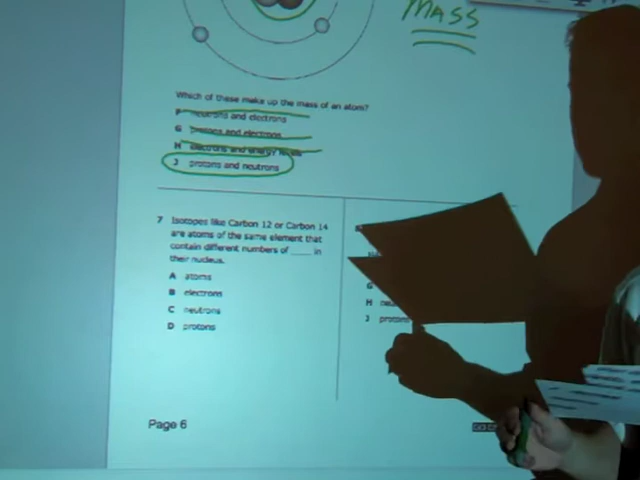 MASS
Which of these make up the mass of an atom?
F neutrons and electrons
G protons and electrons
H electrons and energy levels
J protons and neutrons
7 Isotopes like Carbon 12 or Carbon 14
are atoms of the same element that
contain different numbers of ____ in
their nucleus.
A atoms
B electrons
C neutrons
D protons
G
H
J protons
Page 6